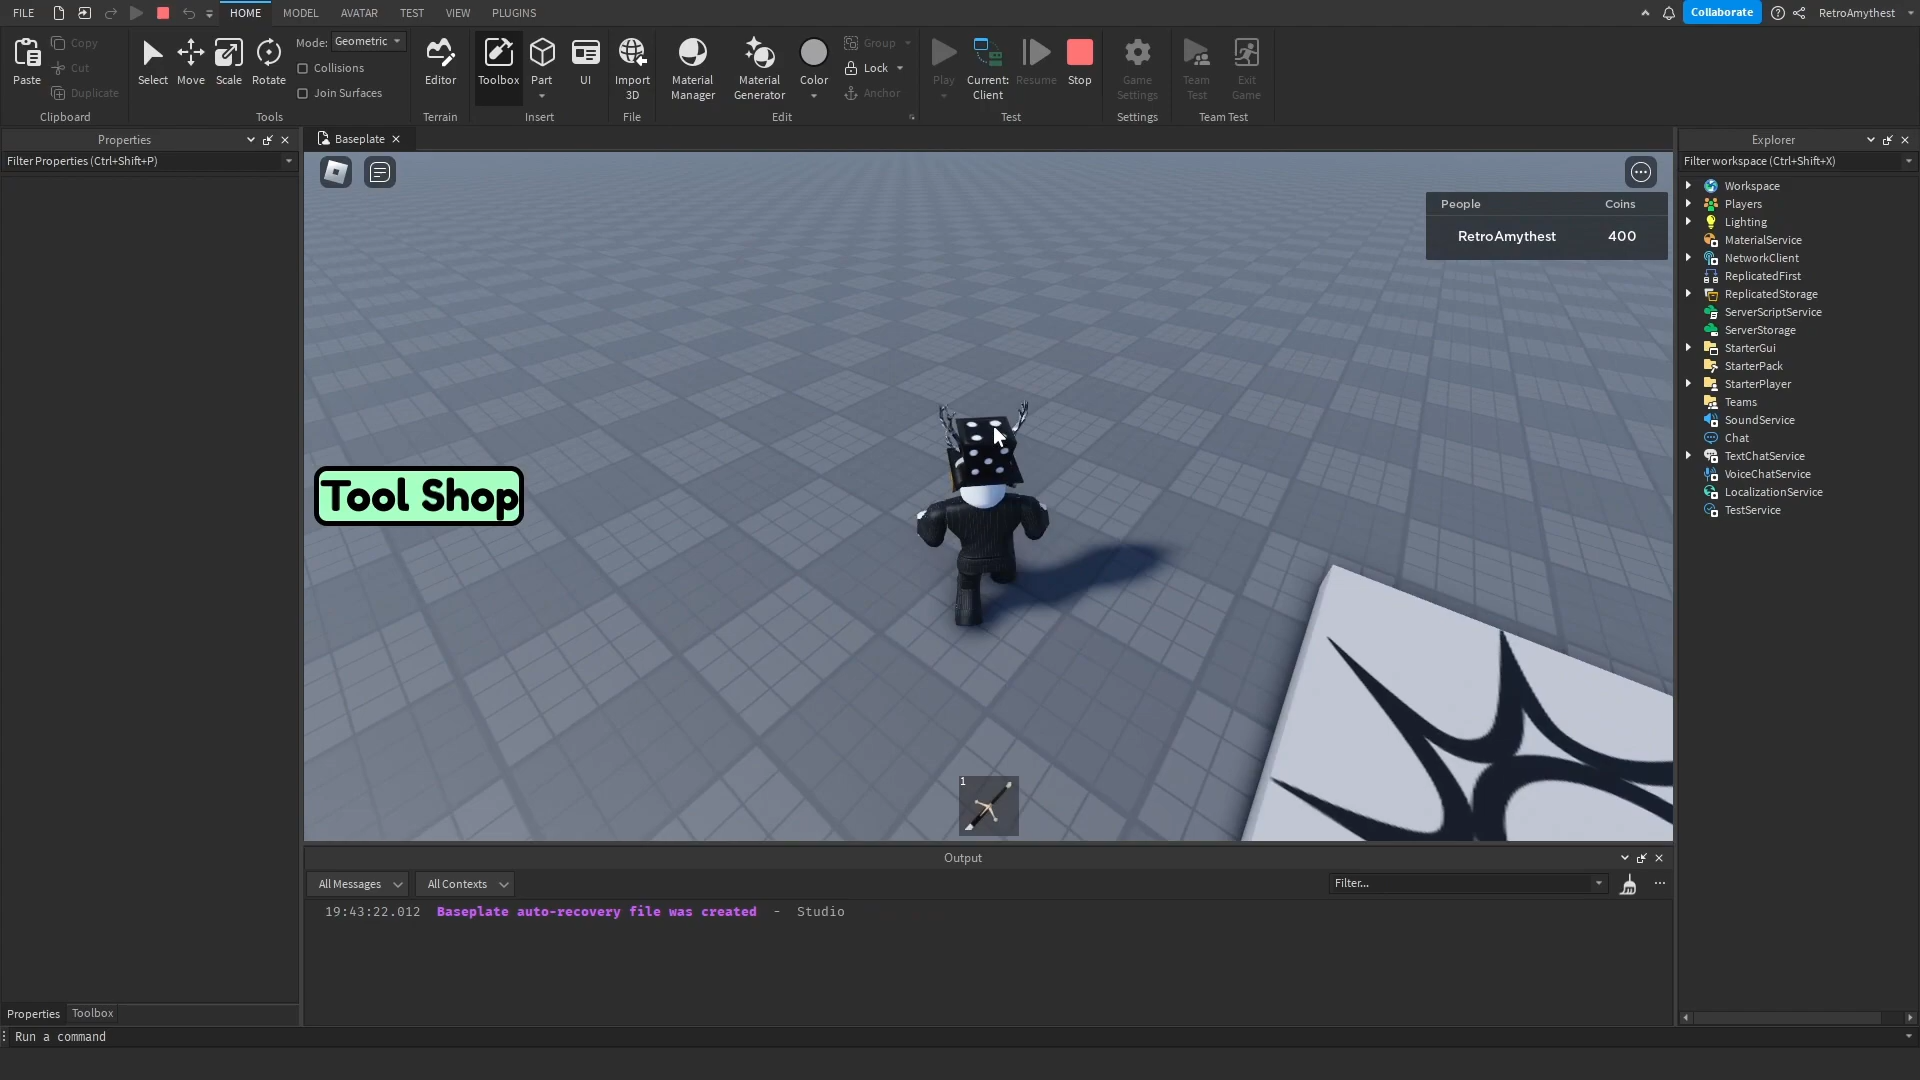 FILE
HOME
MODEL
AVATAR
TEST
VIEW
PLUGINS
Collaborate
RetroAmythest
Paste
Copy
Cut
Duplicate
Clipboard
Select
Move
Scale
Rotate
Mode:
Geometric
Collisions
Join Surfaces
Tools
Editor
Terrain
Toolbox
Part
UI
Insert
Import
3D
File
Material
Manager
Material
Generator
Color
Group
Lock
Anchor
Edit
Play
Current:
Client
Resume
Stop
Test
Game
Settings
Settings
Team
Test
Exit
Game
Team Test
Properties
Filter Properties (Ctrl+Shift+P)
Baseplate
People Coins
RetroAmythest 400
Tool Shop
1
Explorer
Filter workspace (Ctrl+Shift+X)
Workspace
Players
Lighting
MaterialService
NetworkClient
ReplicatedFirst
ReplicatedStorage
ServerScriptService
ServerStorage
StarterGui
StarterPack
StarterPlayer
Teams
SoundService
Chat
TextChatService
VoiceChatService
LocalizationService
TestService
Output
All Messages
All Contexts
Filter...
19:43:22.012 Baseplate auto-recovery file was created - Studio
Properties
Toolbox
Run a command